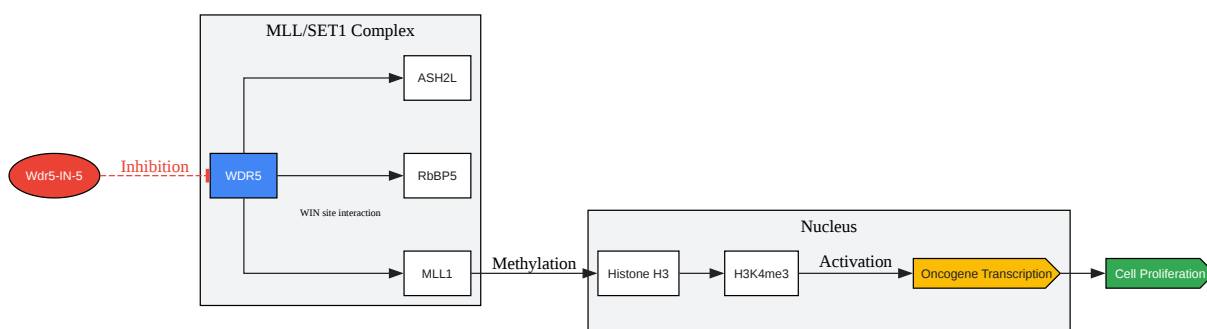 MLL/SET1 Complex
ASH2L
Wdr5-IN-5
Inhibition
WDR5
RbBP5
WIN site interaction
MLL1
Methylation
Nucleus
Histone H3
H3K4me3
Activation
Oncogene Transcription
Cell Proliferation